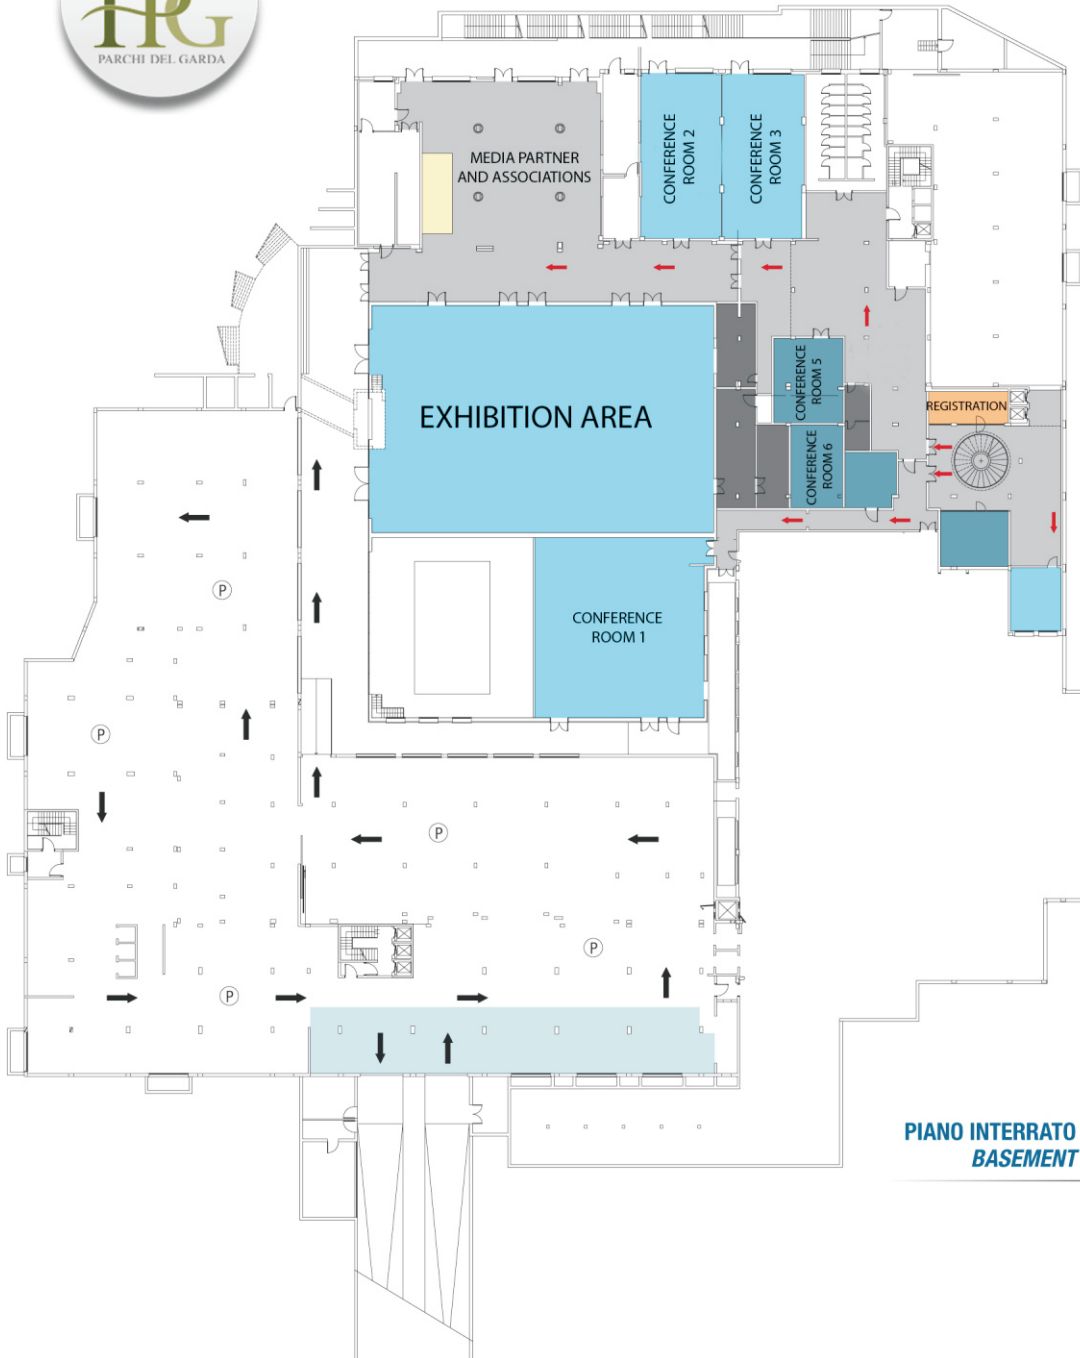 HPG
PARCHI DEL GARDA
MEDIA PARTNER
AND ASSOCIATIONS
CONFERENCE
ROOM 2
CONFERENCE
ROOM 3
EXHIBITION AREA
CONFERENCE
ROOM 5
CONFERENCE
ROOM 6
REGISTRATION
CONFERENCE
ROOM 1
P
P
P
P
P
PIANO INTERRATO
BASEMENT